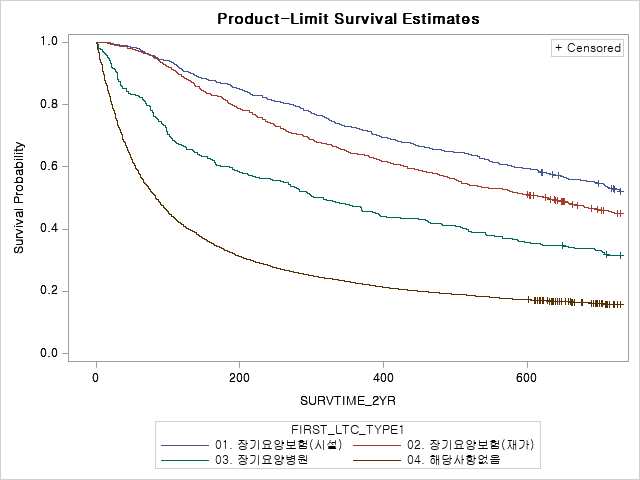 Product-Limit Survival Estimates
+ Censored
1.0
0.8
0.6
0.4
0.2
0.0
Survival Probability
0 200 400 600
SURVTIME_2YR
FIRST_LTC_TYPE1
01. 장기요양보험(시설) 02. 장기요양보험(재가)
03. 장기요양병원 04. 해당사항없음